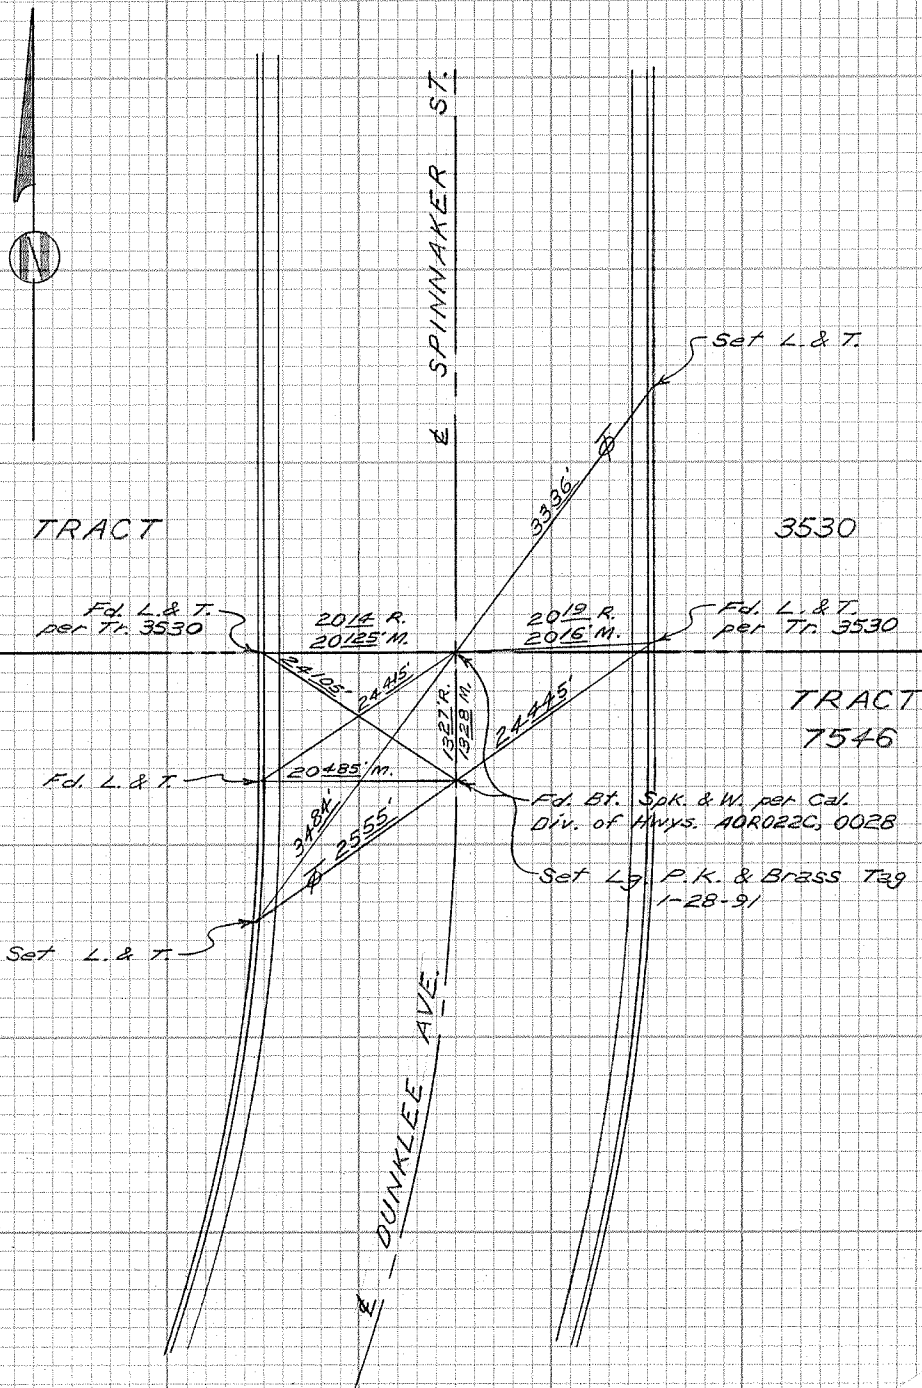 N
℄ SPINNAKER ST.
Set L. & T.
33 36'
TRACT
3530
Fd. L. & T.
per Tr. 3530
20 14 R.
20 125' M.
20 19 R.
20 16' M.
Fd. L. & T.
per Tr. 3530
24 105'
24 415'
13 27 R.
13 28 M.
24 445'
TRACT
7546
Fd. L. & T.
20 485' M.
34 84'
25 55'
Fd. Bt. Spk. & W. per Cal.
Div. of Hwys. AOR022C, 0028
Set Lg. P.K. & Brass Tag
1-28-91
Set L. & T.
℄ DUNKLEE AVE.